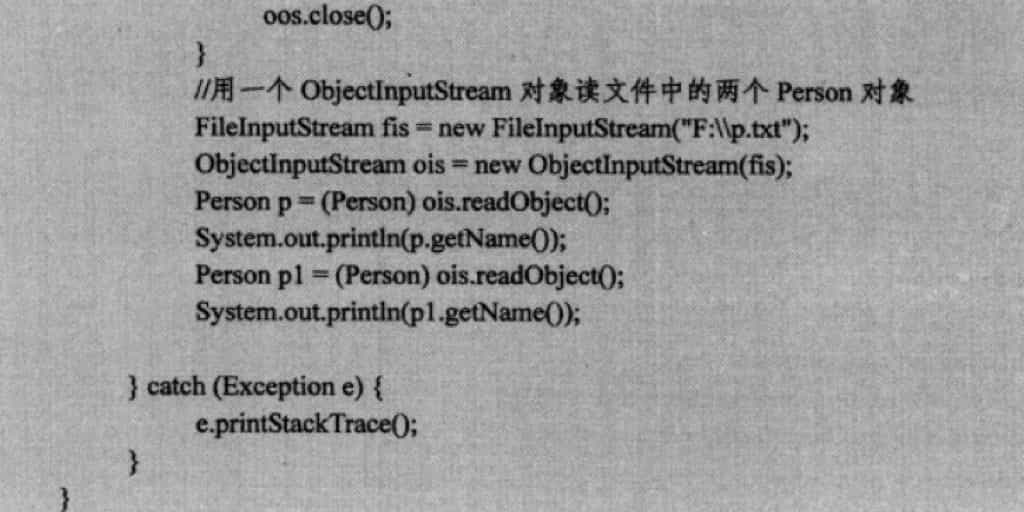 oos.close();
}
//用一个 ObjectInputStream 对象读文件中的两个 Person 对象
FileInputStream fis = new FileInputStream("F:\\p.txt");
ObjectInputStream ois = new ObjectInputStream(fis);
Person p = (Person) ois.readObject();
System.out.println(p.getName());
Person p1 = (Person) ois.readObject();
System.out.println(p1.getName());
} catch (Exception e) {
e.printStackTrace();
}
}